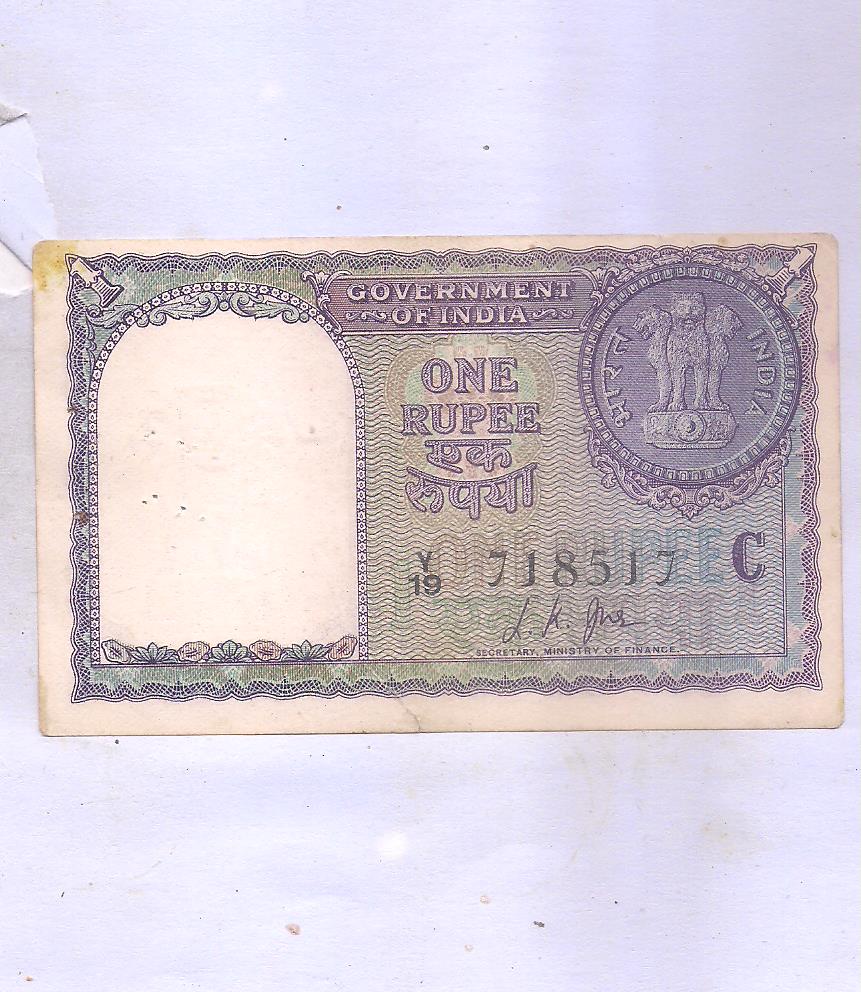 GOVERNMENT
OF INDIA
ONE
RUPEE
एक
रुपया
भारत
INDIA
Y
19
718517
C
SECRETARY, MINISTRY OF FINANCE.